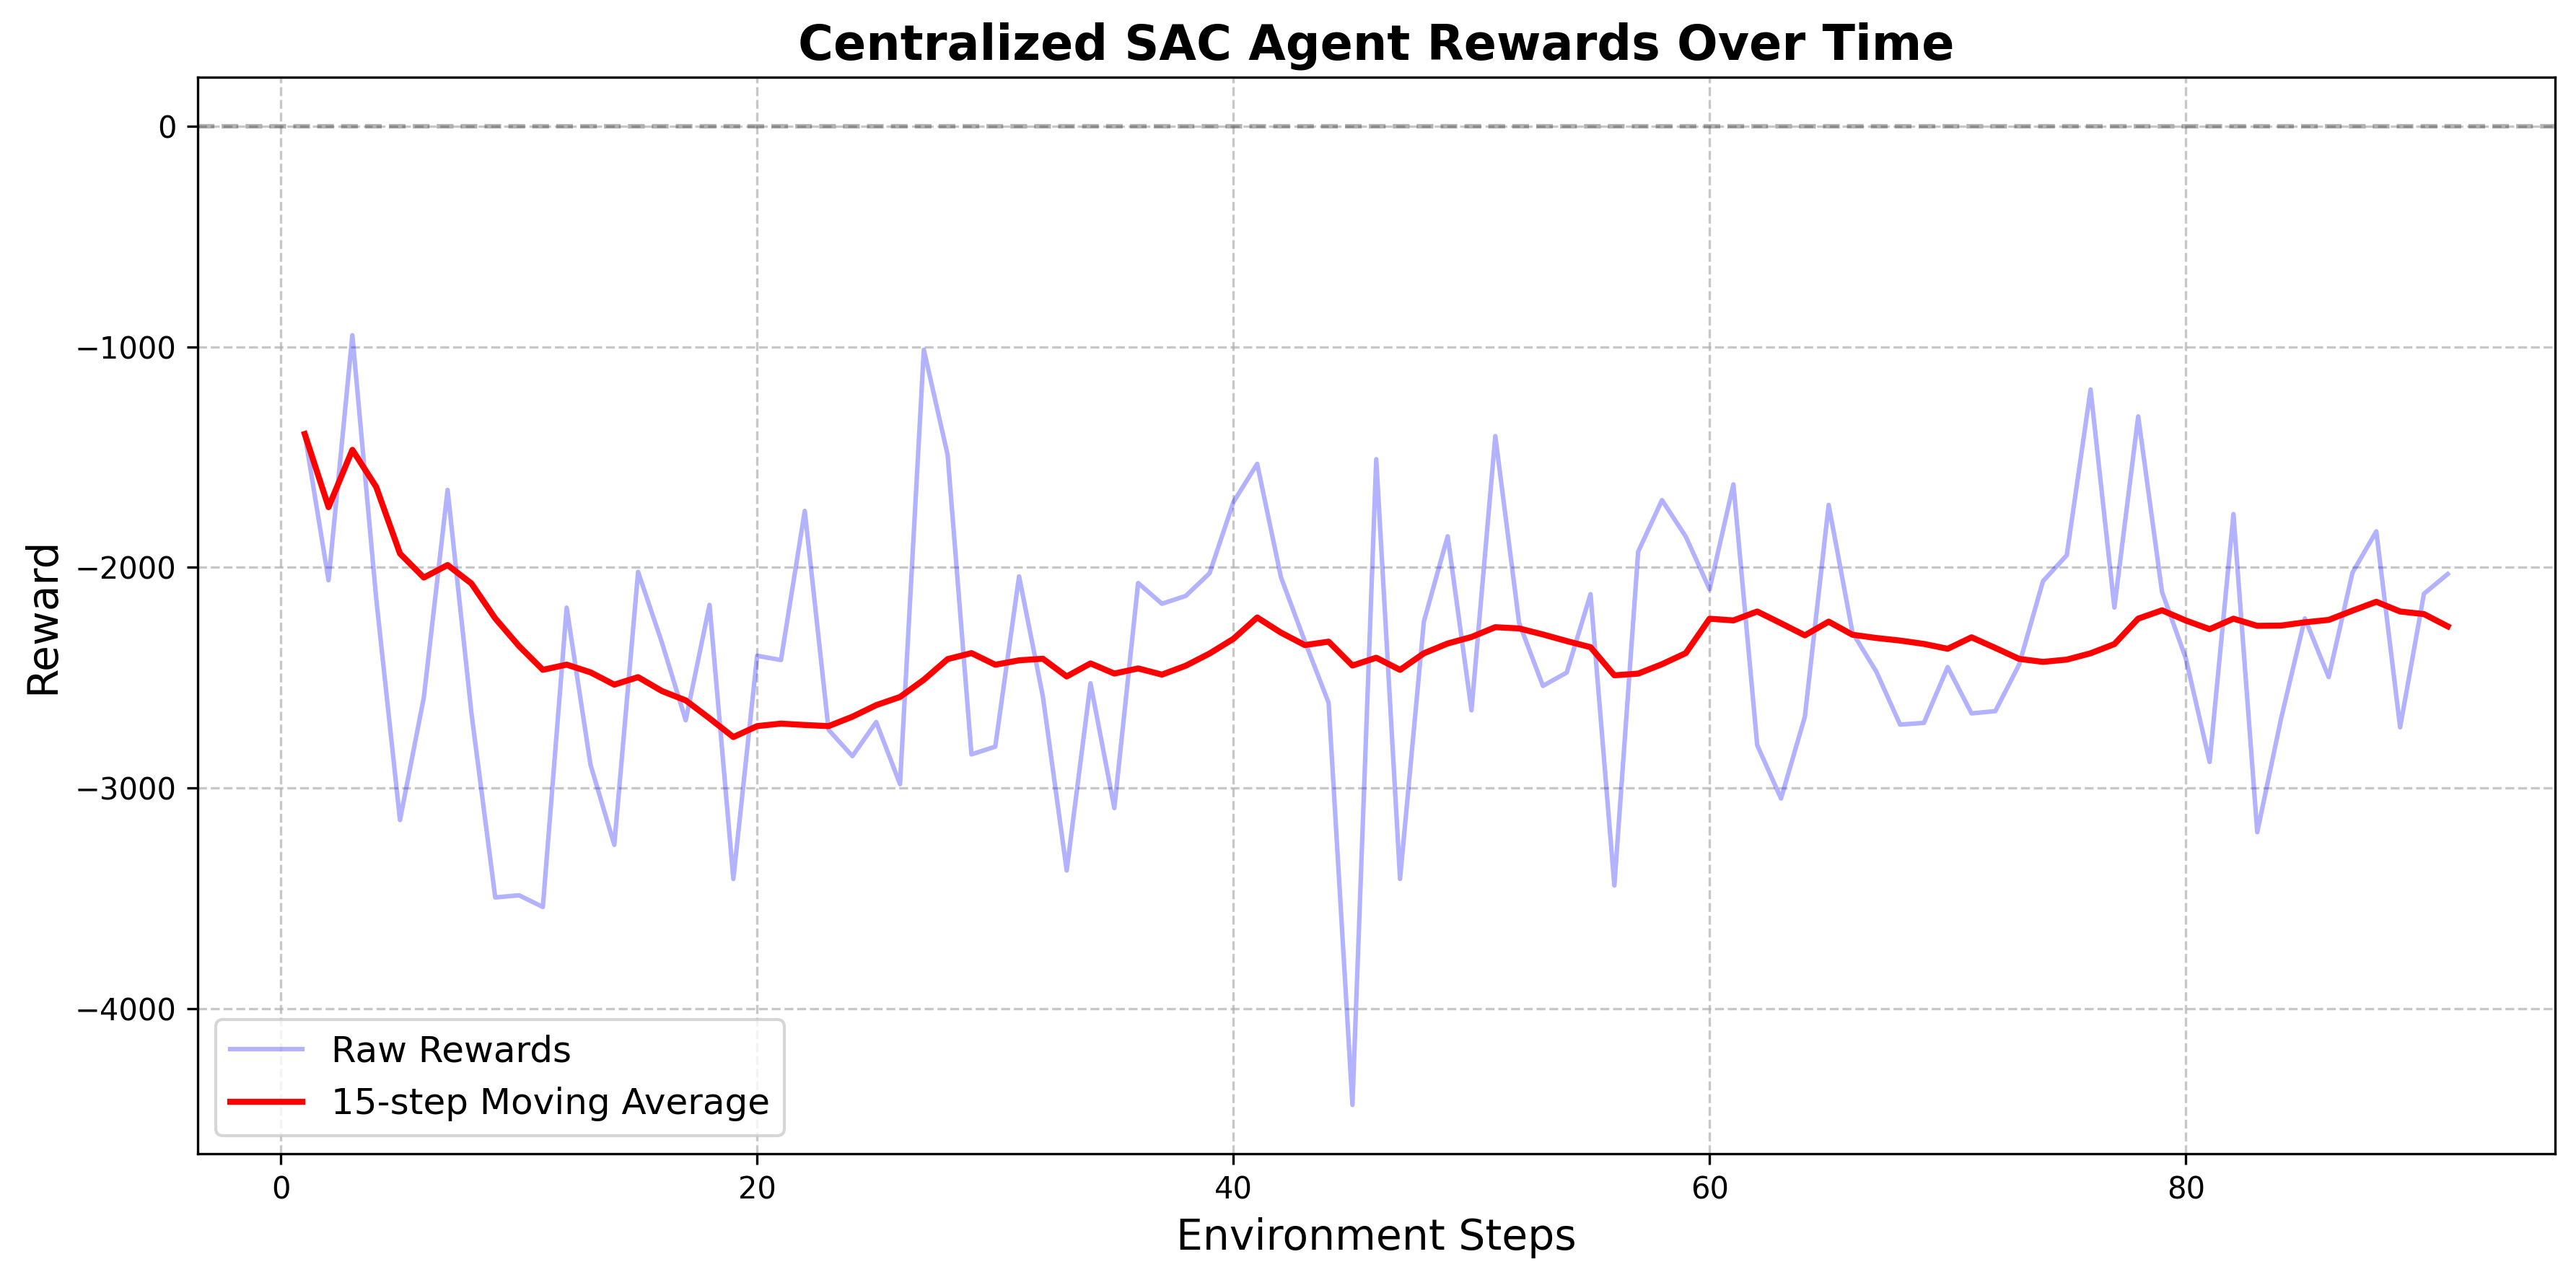 Centralized SAC Agent Rewards Over Time
Reward
0
−1000
−2000
−3000
−4000
Raw Rewards
15-step Moving Average
0 20 40 60 80
Environment Steps